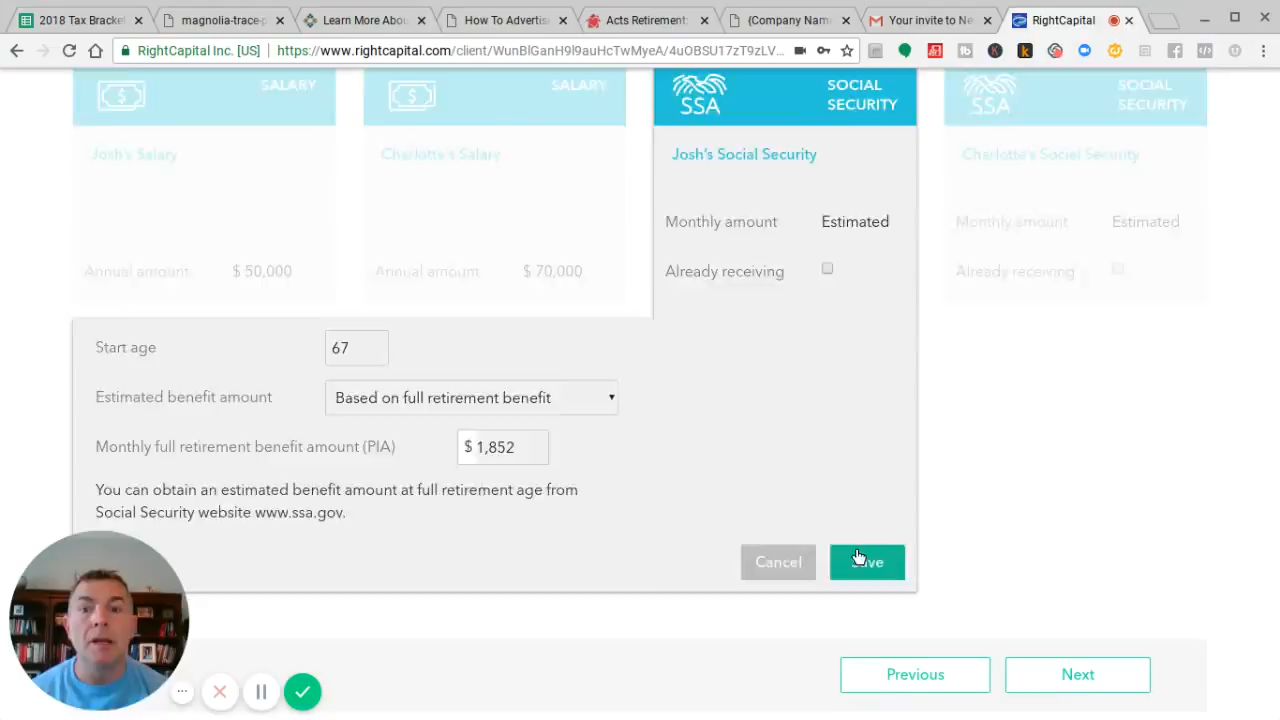 2018 Tax Bracket
magnolia-trace-p
Learn More Abou
How To Advertis
Acts Retirement:
{Company Name
Your invite to Ne
RightCapital
RightCapital Inc. [US] https://www.rightcapital.com/client/WunBlGanH9l9auHcTwMyeA/4uOBSU17zT9zLV...
SALARY
SALARY
SSA
SOCIAL
SECURITY
SOCIAL
SECURITY
SSA
Josh's Salary
Charlotte's Salary
Josh's Social Security
Charlotte's Social Security
Monthly amount Estimated
Monthly amount Estimated
Annual amount $ 50,000
Annual amount $ 70,000
Already receiving
Already receiving
Start age 67
Estimated benefit amount Based on full retirement benefit
Monthly full retirement benefit amount (PIA) $ 1,852
You can obtain an estimated benefit amount at full retirement age from
Social Security website www.ssa.gov.
Cancel Save
Previous Next